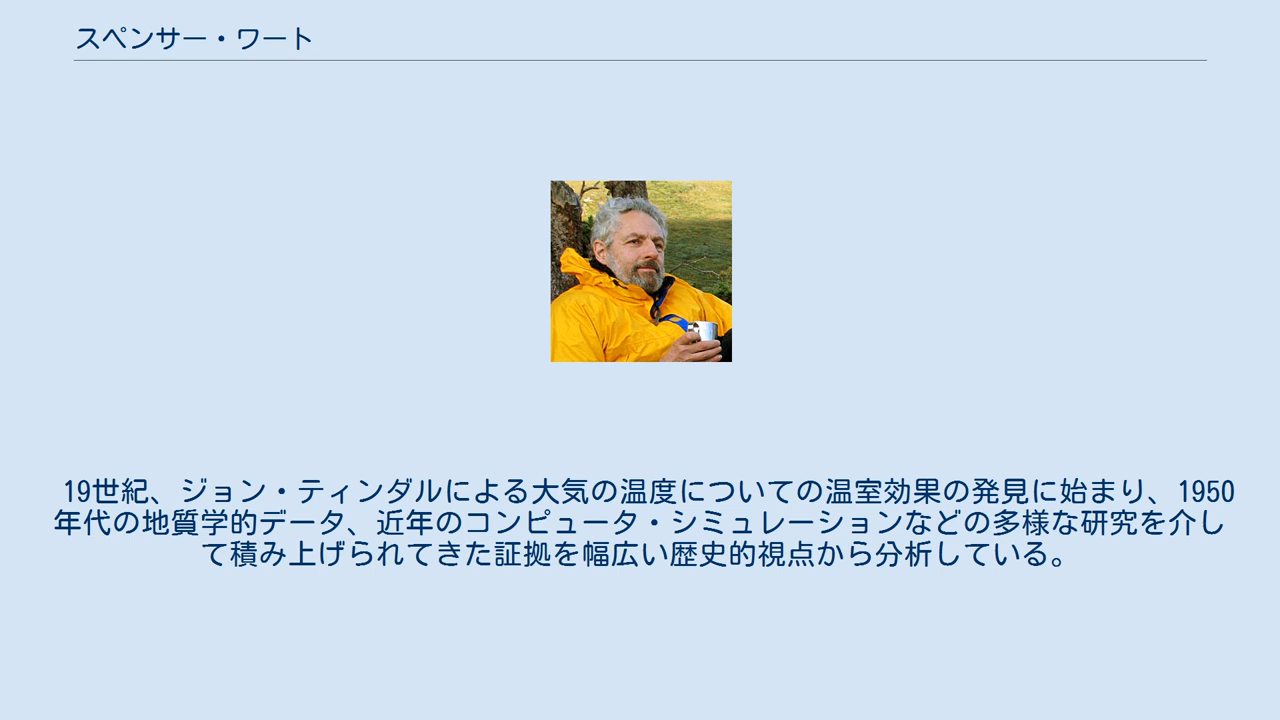 スペンサー・ワート
19世紀、ジョン・ティンダルによる大気の温度についての温室効果の発見に始まり、1950
年代の地質学的データ、近年のコンピュータ・シミュレーションなどの多様な研究を介し
て積み上げられてきた証拠を幅広い歴史的視点から分析している。